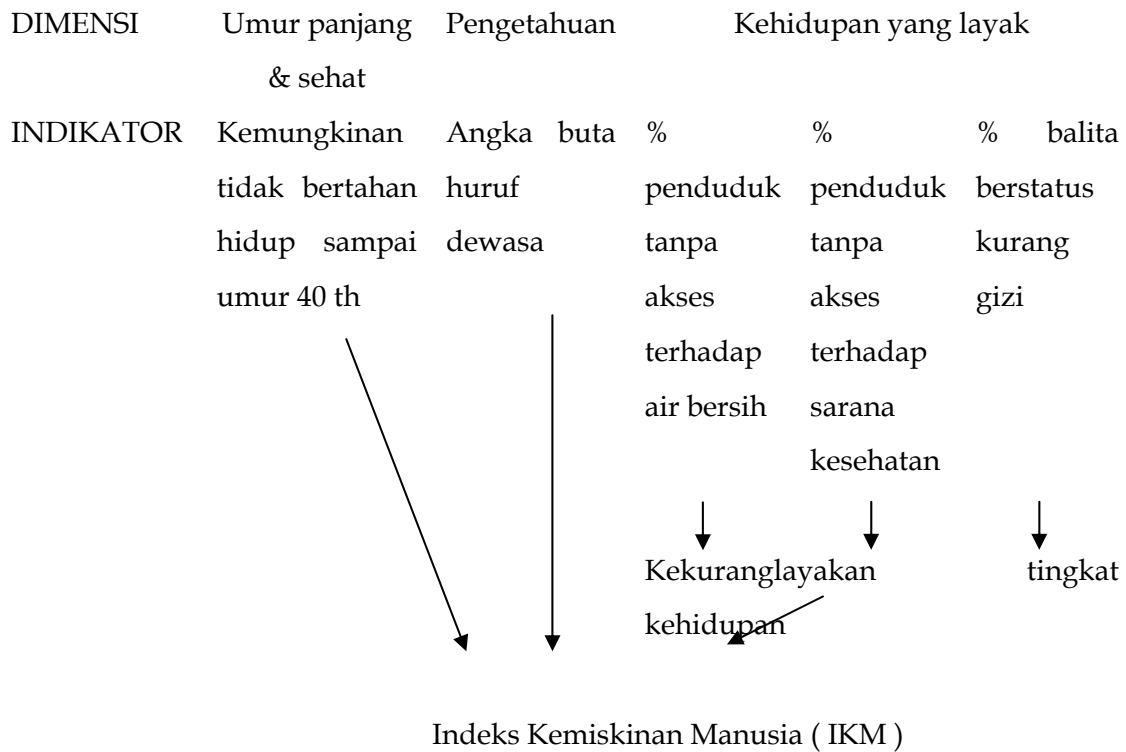 DIMENSI Umur panjang Pengetahuan Kehidupan yang layak
& sehat
INDIKATOR Kemungkinan Angka buta % % % balita
tidak bertahan huruf penduduk penduduk berstatus
hidup sampai dewasa tanpa tanpa kurang
umur 40 th akses akses gizi
terhadap terhadap
air bersih sarana
kesehatan
Kekuranglayakan tingkat
kehidupan
Indeks Kemiskinan Manusia ( IKM )